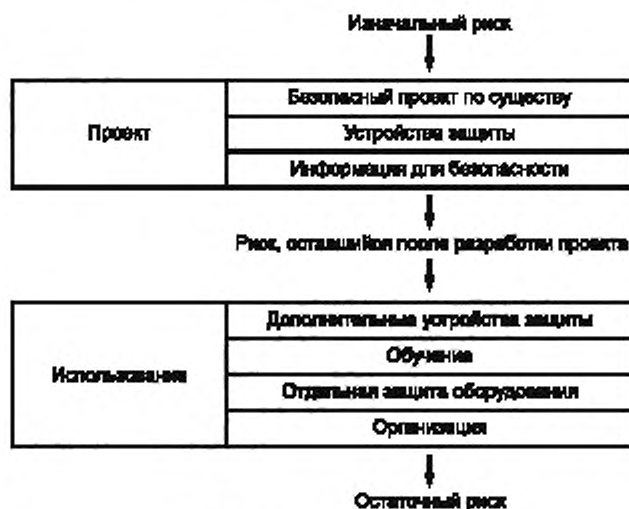 Изначальный риск
Безопасный проект по существу
Проект
Устройства защиты
Информация для безопасности
Риск, оставшийся после разработки проекта
Дополнительные устройства защиты
Обучение
Использование
Отдельная защита оборудования
Организация
Остаточный риск